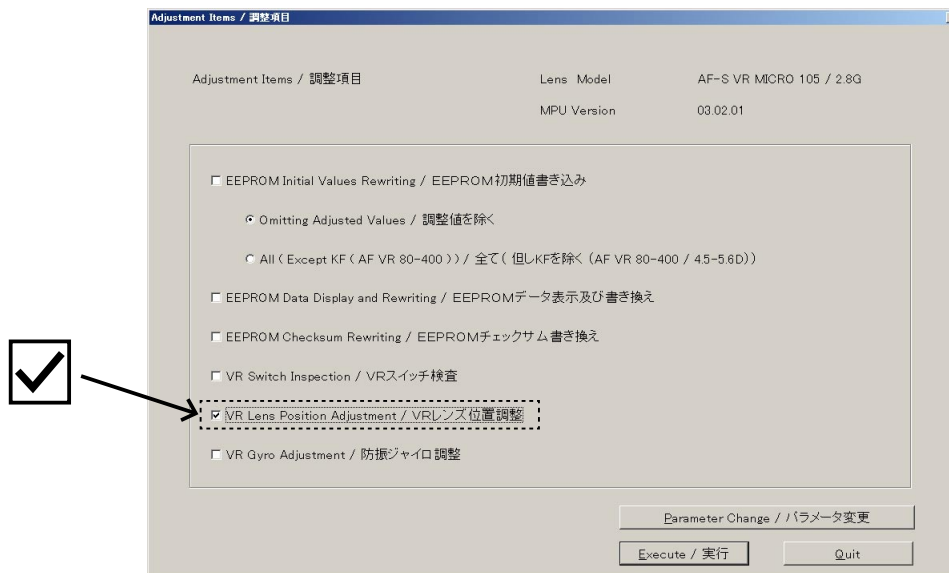 Adjustment Items / 調整項目
Adjustment Items / 調整項目
Lens Model AF-S VR MICRO 105 / 2.8G
MPU Version 03.02.01
EEPROM Initial Values Rewriting / EEPROM初期値書き込み
Omitting Adjusted Values / 調整値を除く
All ( Except KF ( AF VR 80-400 ) ) / 全て ( 但しKFを除く (AF VR 80-400 / 4.5-5.6D) )
EEPROM Data Display and Rewriting / EEPROMデータ表示及び書き換え
EEPROM Checksum Rewriting / EEPROMチェックサム書き換え
VR Switch Inspection / VRスイッチ検査
VR Lens Position Adjustment / VRレンズ位置調整
VR Gyro Adjustment / 防振ジャイロ調整
Parameter Change / パラメータ変更
Execute / 実行
Quit